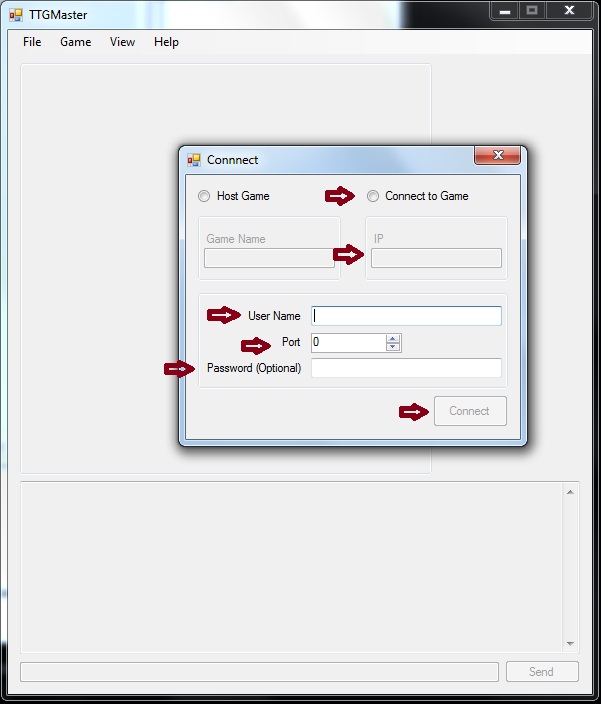 TTGMaster
File Game View Help
Connnect
Host Game Connect to Game
Game Name IP
User Name
Port 0
Password (Optional)
Connect
Send